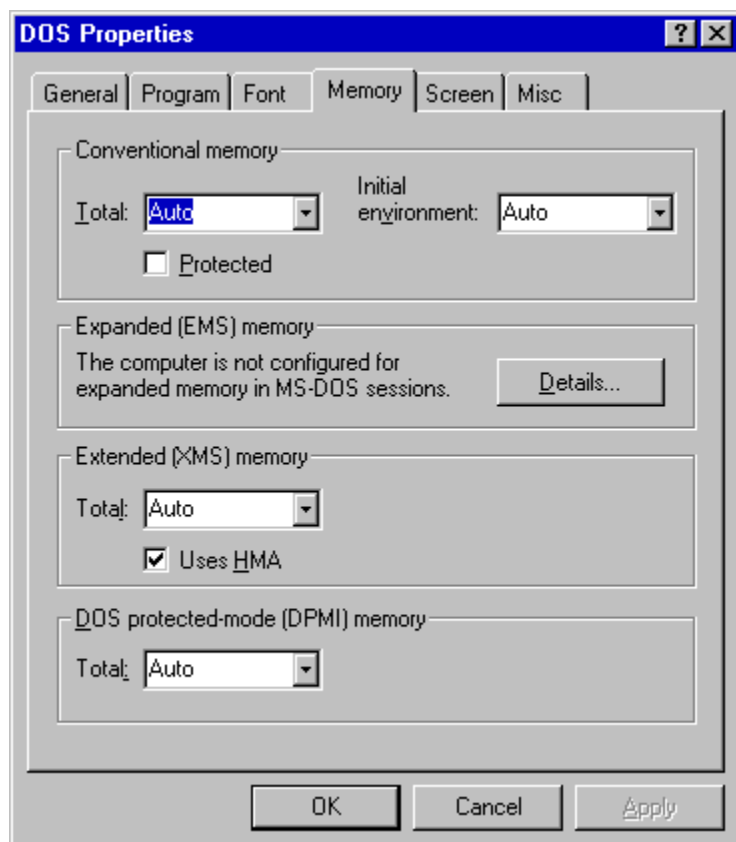 DOS Properties
General Program Font Memory Screen Misc
Conventional memory
Total: Auto
Initial
environment: Auto
Protected
Expanded (EMS) memory
The computer is not configured for
expanded memory in MS-DOS sessions.
Details...
Extended (XMS) memory
Total: Auto
Uses HMA
DOS protected-mode (DPMI) memory
Total: Auto
OK Cancel Apply